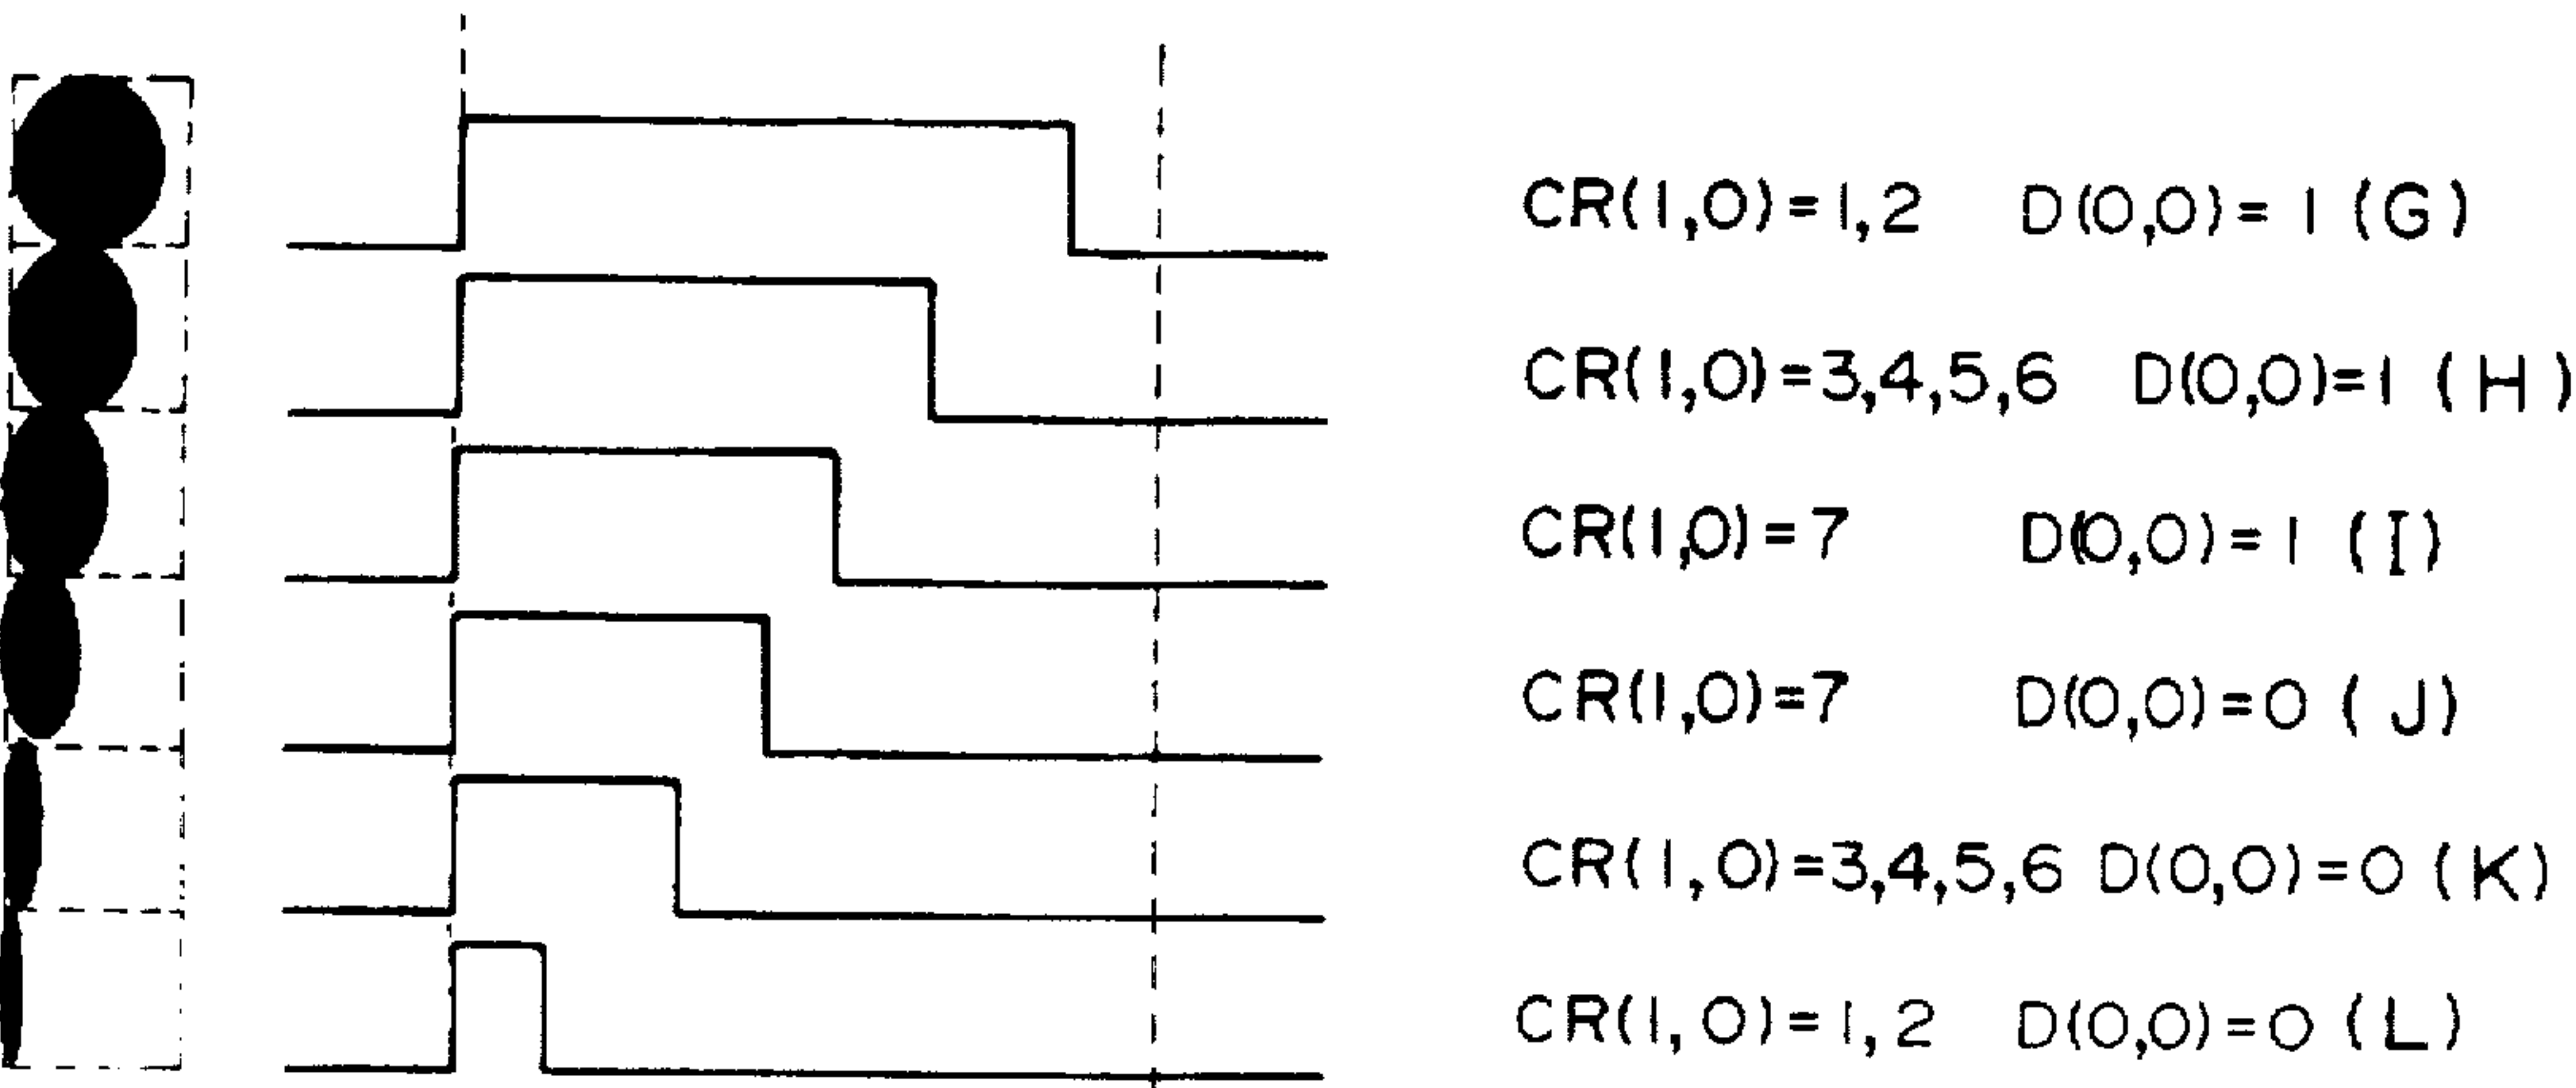 CR(1,0)=1,2 D(0,0)=1 (G)
CR(1,0)=3,4,5,6 D(0,0)=1 (H)
CR(1,0)=7 D(0,0)=1 (I)
CR(1,0)=7 D(0,0)=0 (J)
CR(1,0)=3,4,5,6 D(0,0)=0 (K)
CR(1,0)=1,2 D(0,0)=0 (L)